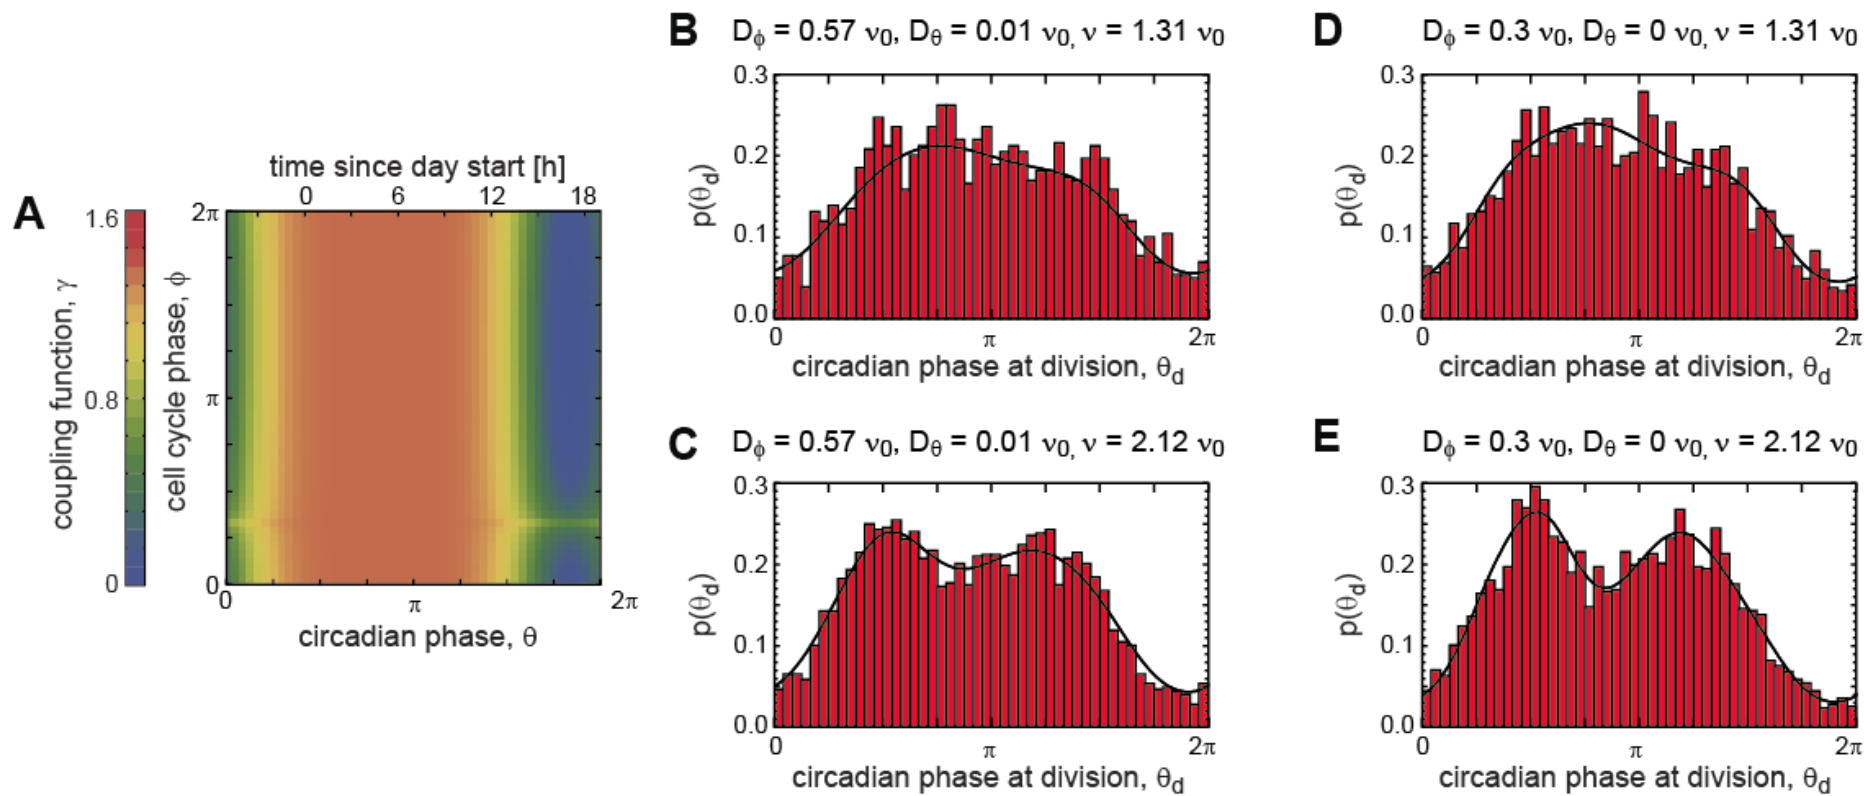 A
time since day start [h]
0 6 12 18
1.6
0.8
0
coupling function, γ
2π
π
0
cell cycle phase, ϕ
0 π 2π
circadian phase, θ
B
Dϕ = 0.57 ν0, Dθ = 0.01 ν0, ν = 1.31 ν0
0.3
0.2
0.1
0.0
p(θd)
0 π 2π
circadian phase at division, θd
C
Dϕ = 0.57 ν0, Dθ = 0.01 ν0, ν = 2.12 ν0
0.3
0.2
0.1
0.0
p(θd)
0 π 2π
circadian phase at division, θd
D
Dϕ = 0.3 ν0, Dθ = 0 ν0, ν = 1.31 ν0
0.3
0.2
0.1
0.0
p(θd)
0 π 2π
circadian phase at division, θd
E
Dϕ = 0.3 ν0, Dθ = 0 ν0, ν = 2.12 ν0
0.3
0.2
0.1
0.0
p(θd)
0 π 2π
circadian phase at division, θd